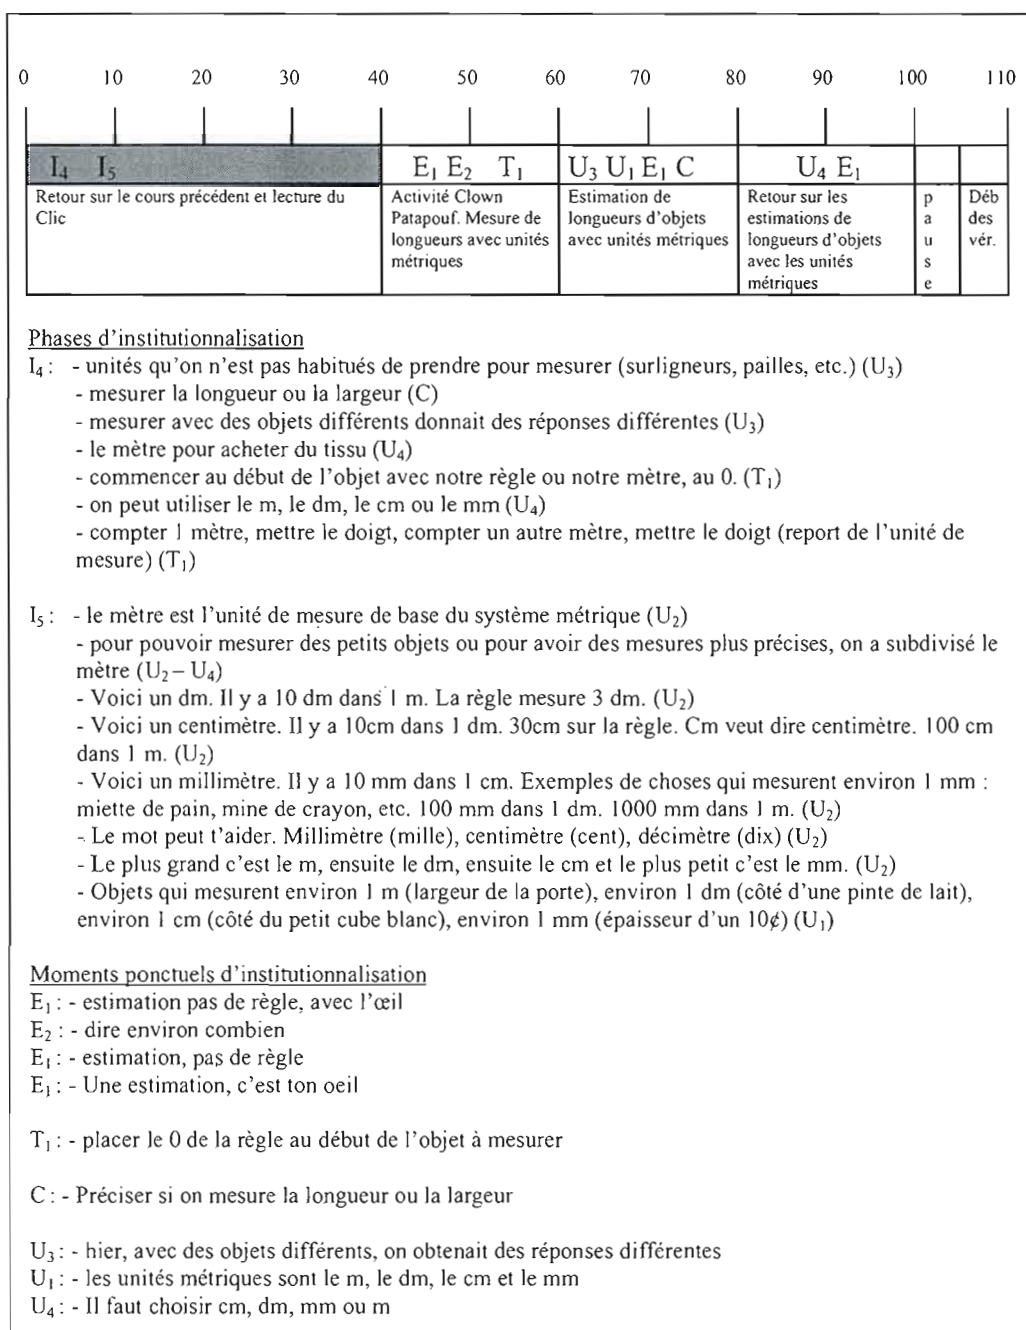 0 10 20 30 40 50 60 70 80 90 100 110
I₄ I₅ E₁ E₂ T₁ U₃ U₁ E₁ C U₄ E₁
Retour sur le cours précédent et lecture du
Clic
Activité Clown
Patapouf. Mesure de
longueurs avec unités
métriques
Estimation de
longueurs d'objets
avec unités métriques
Retour sur les
estimations de
longueurs d'objets
avec les unités
métriques
p
a
u
s
e
Déb
des
vér.
Phases d'institutionnalisation
I₄ : - unités qu'on n'est pas habitués de prendre pour mesurer (surligneurs, pailles, etc.) (U₃)
- mesurer la longueur ou la largeur (C)
- mesurer avec des objets différents donnait des réponses différentes (U₃)
- le mètre pour acheter du tissu (U₄)
- commencer au début de l'objet avec notre règle ou notre mètre, au 0. (T₁)
- on peut utiliser le m, le dm, le cm ou le mm (U₄)
- compter 1 mètre, mettre le doigt, compter un autre mètre, mettre le doigt (report de l'unité de
mesure) (T₁)
I₅ : - le mètre est l'unité de mesure de base du système métrique (U₂)
- pour pouvoir mesurer des petits objets ou pour avoir des mesures plus précises, on a subdivisé le
mètre (U₂ – U₄)
- Voici un dm. Il y a 10 dm dans 1 m. La règle mesure 3 dm. (U₂)
- Voici un centimètre. Il y a 10cm dans 1 dm. 30cm sur la règle. Cm veut dire centimètre. 100 cm
dans 1 m. (U₂)
- Voici un millimètre. Il y a 10 mm dans 1 cm. Exemples de choses qui mesurent environ 1 mm :
miette de pain, mine de crayon, etc. 100 mm dans 1 dm. 1000 mm dans 1 m. (U₂)
- Le mot peut t'aider. Millimètre (mille), centimètre (cent), décimètre (dix) (U₂)
- Le plus grand c'est le m, ensuite le dm, ensuite le cm et le plus petit c'est le mm. (U₂)
- Objets qui mesurent environ 1 m (largeur de la porte), environ 1 dm (côté d'une pinte de lait),
environ 1 cm (côté du petit cube blanc), environ 1 mm (épaisseur d'un 10¢) (U₁)
Moments ponctuels d'institutionnalisation
E₁ : - estimation pas de règle, avec l'œil
E₂ : - dire environ combien
E₁ : - estimation, pas de règle
E₁ : - Une estimation, c'est ton oeil
T₁ : - placer le 0 de la règle au début de l'objet à mesurer
C : - Préciser si on mesure la longueur ou la largeur
U₃ : - hier, avec des objets différents, on obtenait des réponses différentes
U₁ : - les unités métriques sont le m, le dm, le cm et le mm
U₄ : - Il faut choisir cm, dm, mm ou m